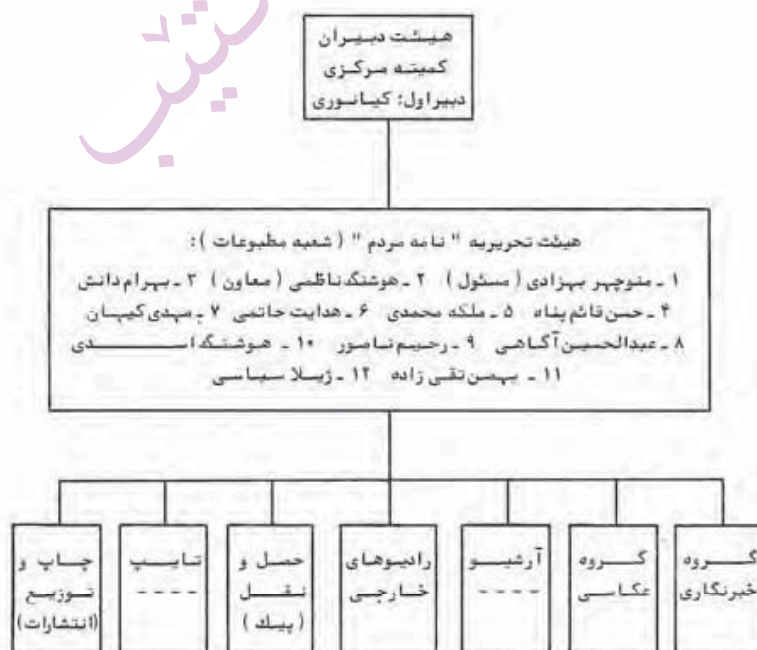 هیئت دبیران
کمیته مرکزی
دبیر اول: کیانوری
هیئت تحریریه " نامه مردم " ( شعبه مطبوعات ):
۱ ـ منوچهر بهزادی ( مسئول ) ۲ ـ هوشنگ ناظمی ( معاون ) ۳ ـ بهرام دانش
۴ ـ حسن قائم پناه ۵ ـ ملکه محمدی ۶ ـ هدایت حاتمی ۷ ـ مهدی کیهان
۸ ـ عبدالحسین آگاهی ۹ ـ رحیم نامور ۱۰ ـ هوشنگ اسدی
۱۱ ـ بهمن تقی زاده ۱۲ ـ ژیلا سیاسی
گروه
خبرنگاری
گروه
عکاسی
آرشیو
- - - -
رادیوهای
خارجی
حمل و
نقل
( پیك )
تایپ
- - - -
چاپ و
توزیع
(انتشارات)